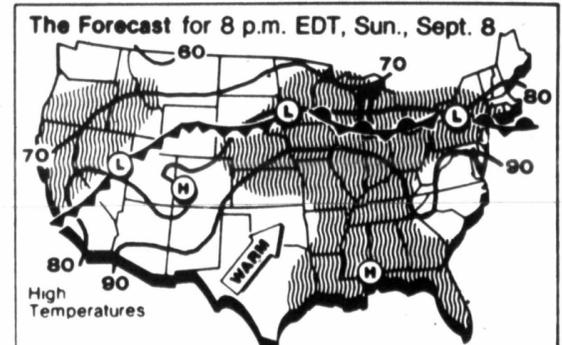 The Forecast for 8 p.m. EDT, Sun., Sept. 8
60
70
80
70
90
80
90
L
L
L
H
H
WARM
High
Temperatures